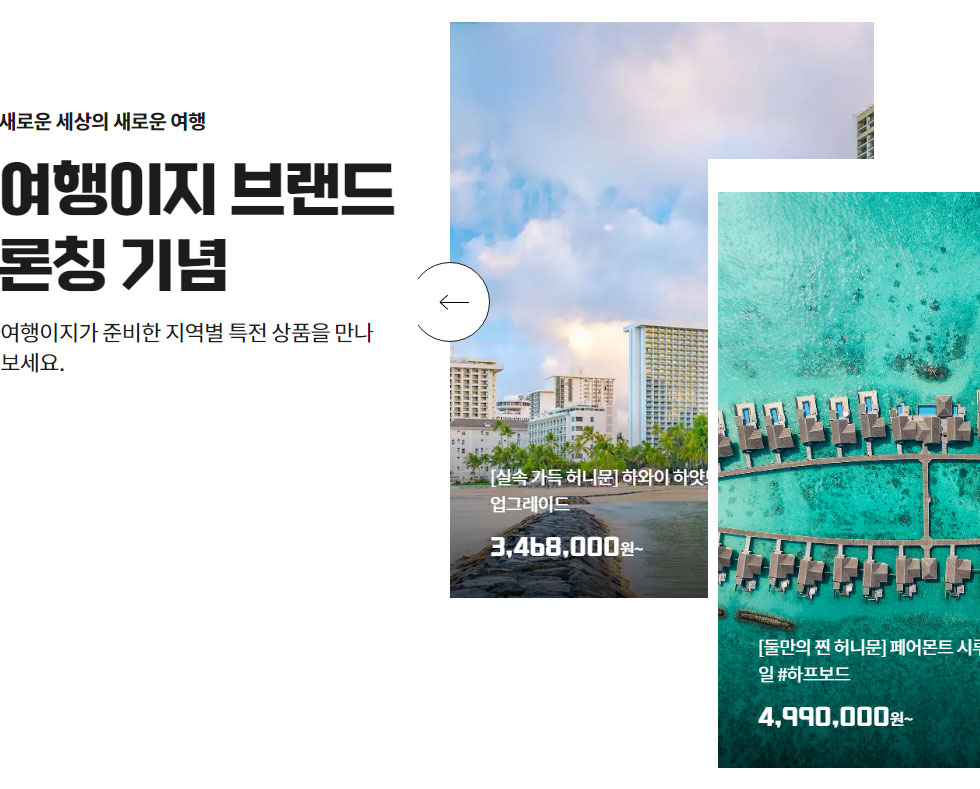 새로운 세상의 새로운 여행
여행이지 브랜드
론칭 기념
여행이지가 준비한 지역별 특전 상품을 만나
보세요.
[실속 가득 허니문] 하와이
업그레이드
3,468,000원~
[둘만의 찐 허니문] 페어몬트
일 #하프보드
4,990,000원~